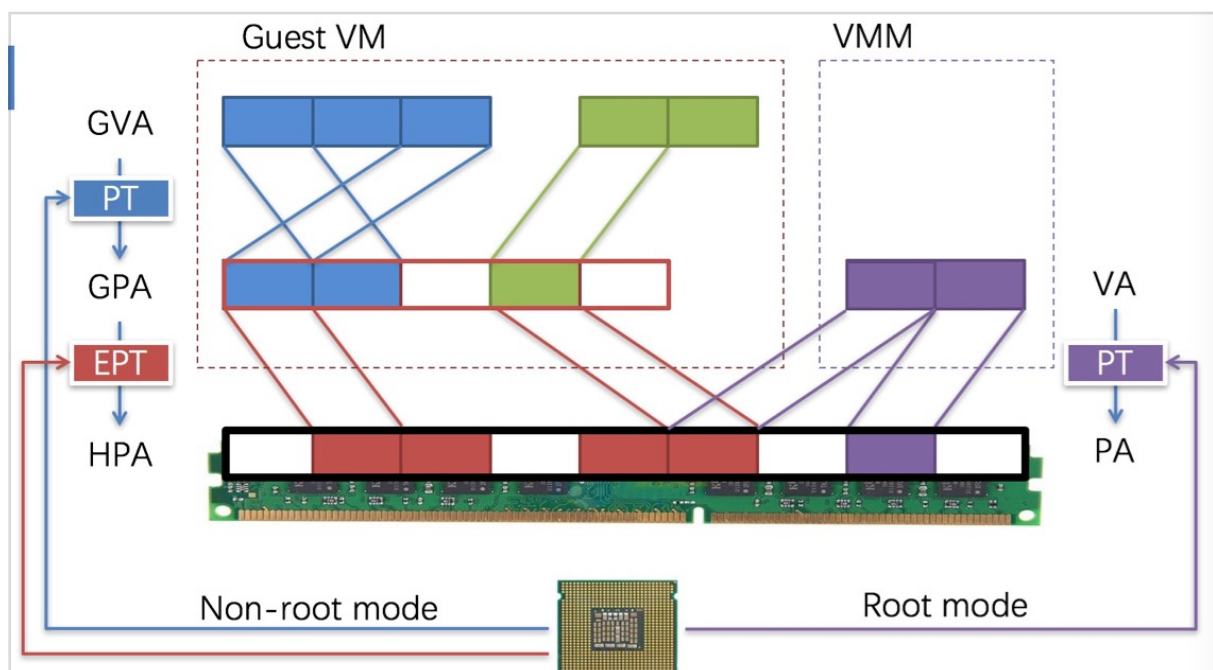 Guest VM
VMM
GVA
PT
GPA
EPT
HPA
VA
PT
PA
Non-root mode
Root mode